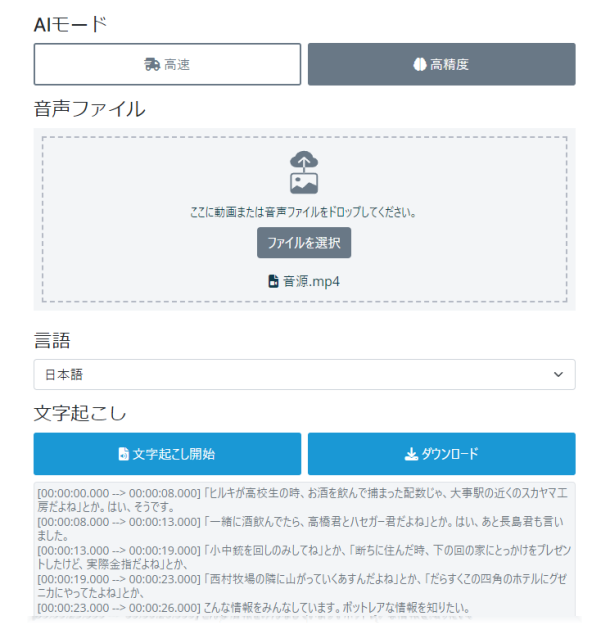 AIモード
高速
高精度
音声ファイル
ここに動画または音声ファイルをドロップしてください。
ファイルを選択
音源.mp4
言語
日本語
文字起こし
文字起こし開始
ダウンロード
[00:00:00.000 --> 00:00:08.000] 「ヒルキが高校生の時、お酒を飲んで捕まった配数じゃ、大事駅の近くのスカヤマ工
房だよね」とか。はい、そうです。
[00:00:08.000 --> 00:00:13.000] 「一緒に酒飲んでたら、高橋君とハセガー君だよね」とか。はい、あと長島君も言い
ました。
[00:00:13.000 --> 00:00:19.000] 「小中銃を回しのみしてね」とか、「断ちに住んだ時、下の回の家にとっかけをプレゼン
トしたけど、実際金指だよね」とか、
[00:00:19.000 --> 00:00:23.000] 「西村牧場の隣に山がっていくあすんだよね」とか、「だらすぐこの四角のホテルにグゼ
ニカにやってたよね」とか、
[00:00:23.000 --> 00:00:26.000] こんな情報をみんなしています。ポットレアな情報を知りたい。